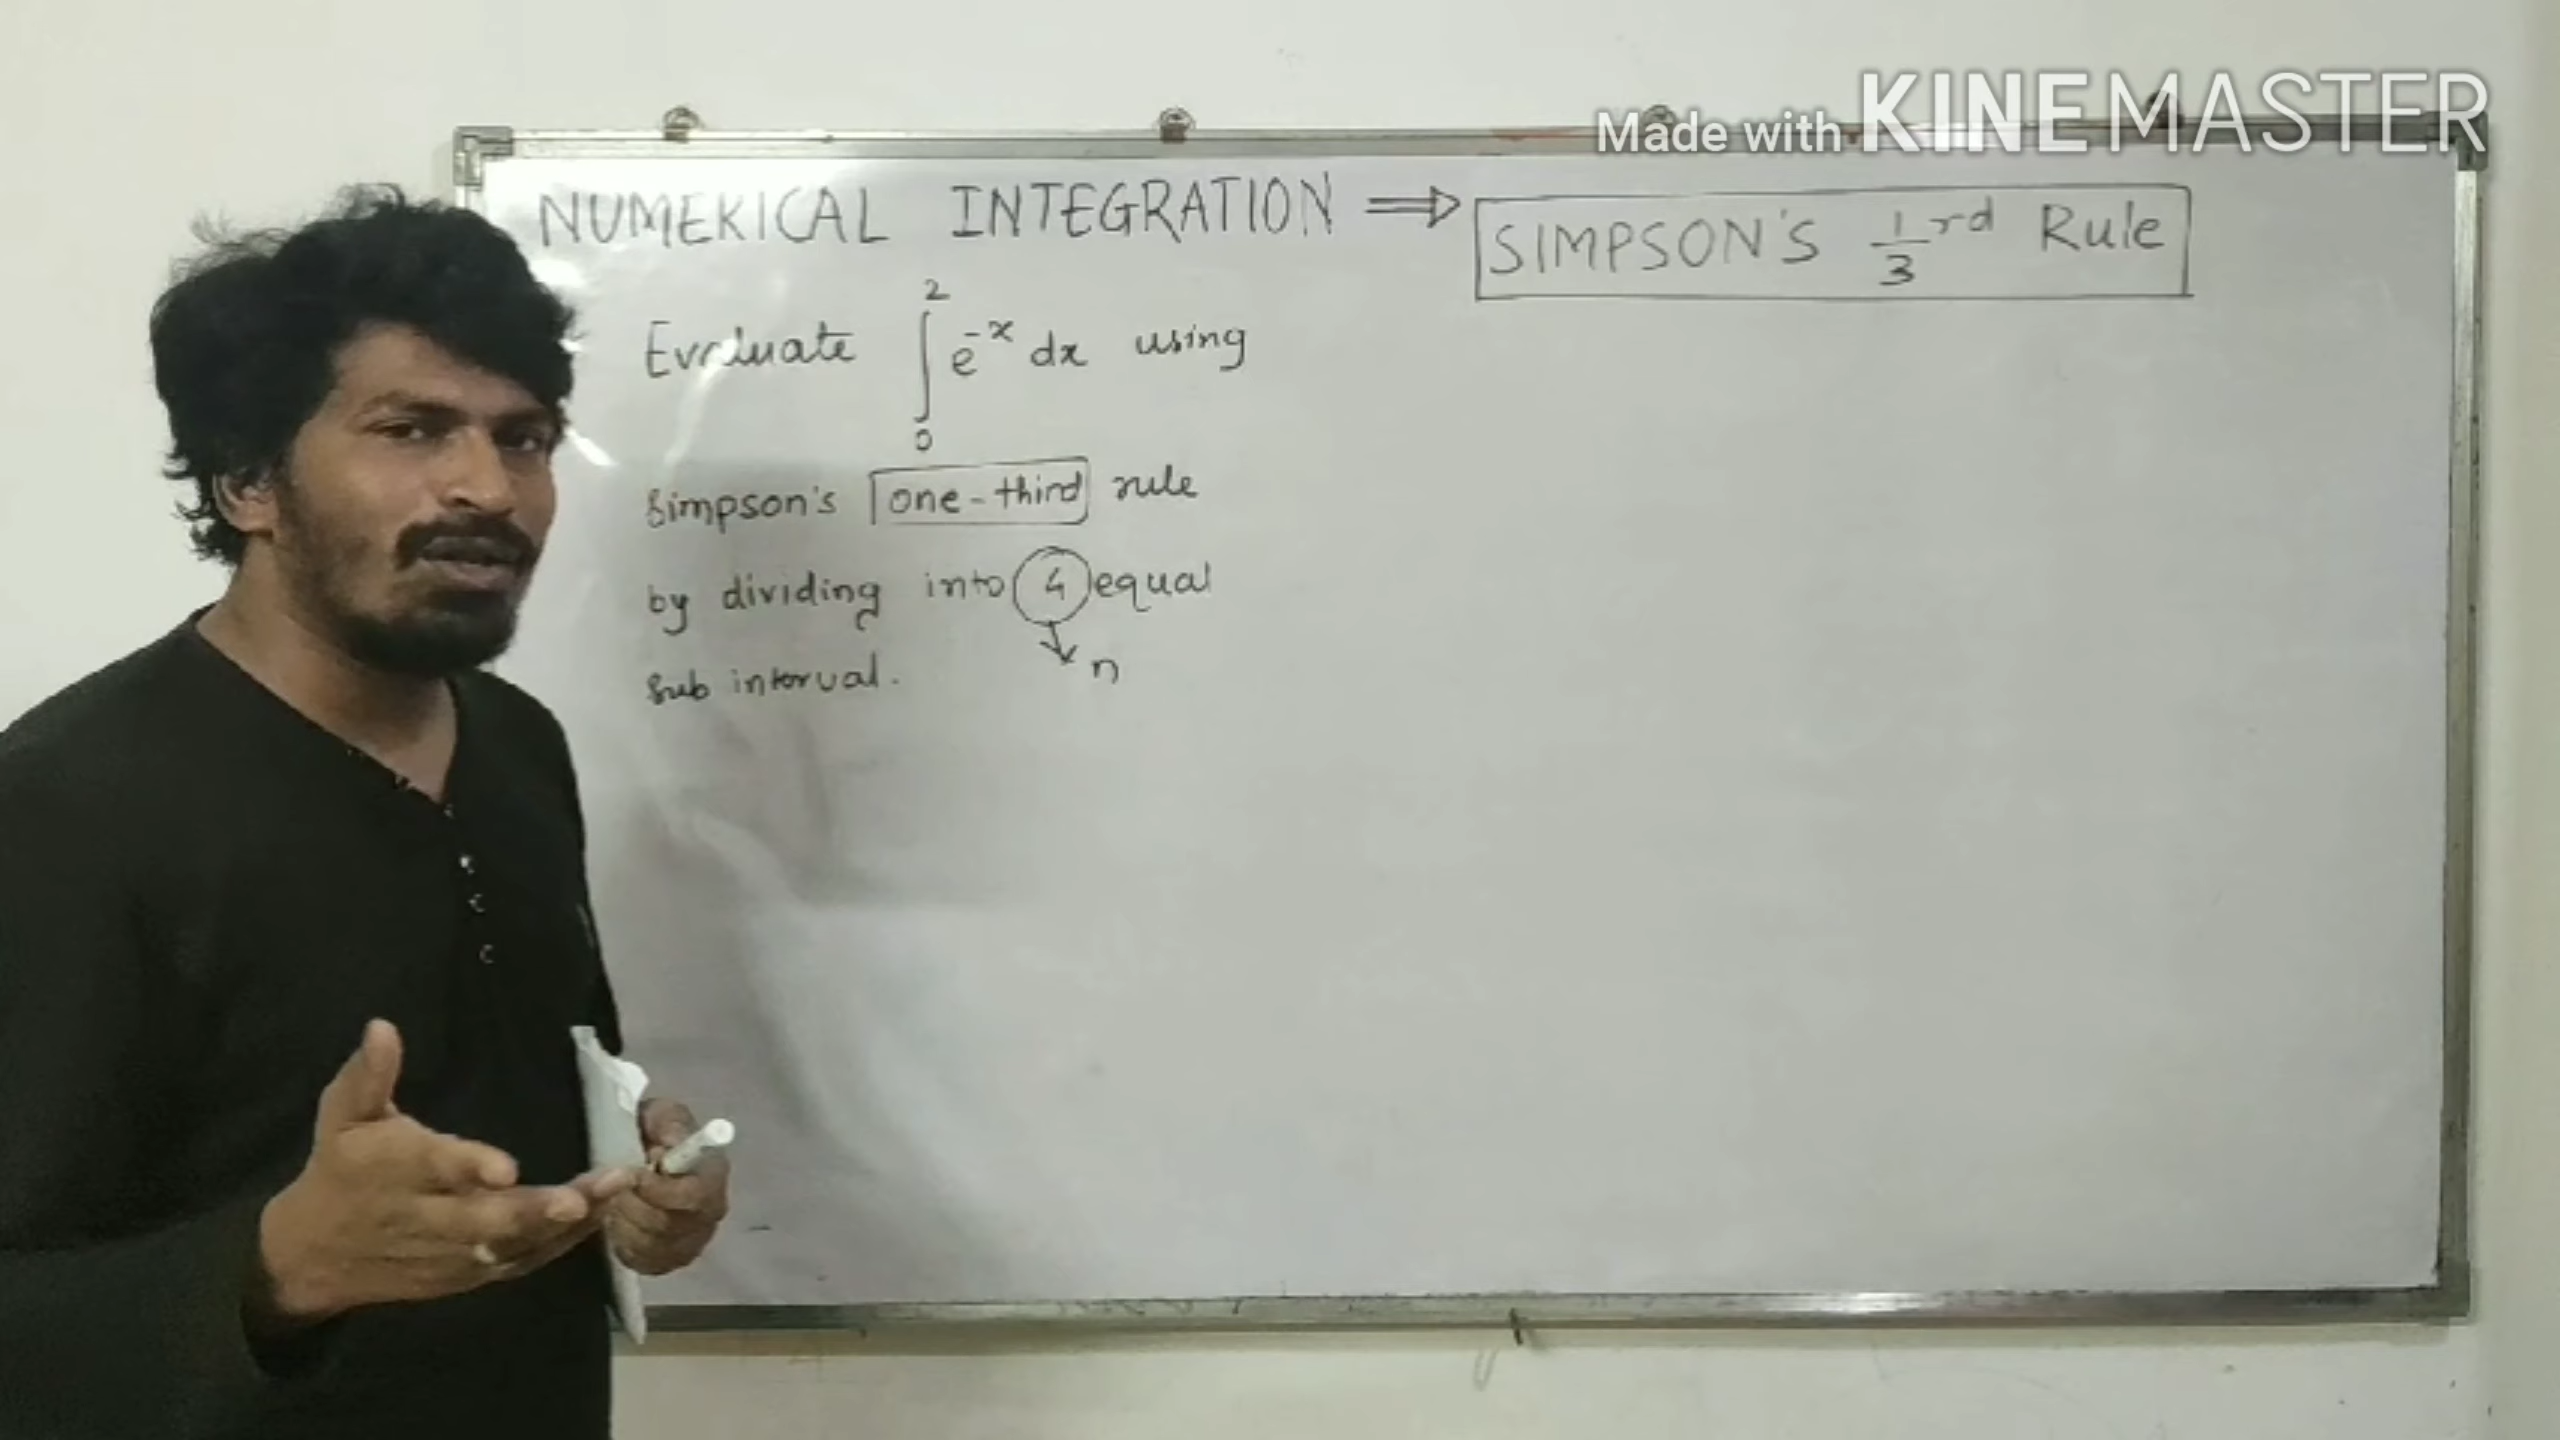 Made with KINEMASTER
NUMERICAL INTEGRATION ⇒ SIMPSON'S 1/3 rd Rule
Evaluate ∫₀² e^-x dx using
Simpson's one-third rule
by dividing into 4 equal
n
Sub interval.